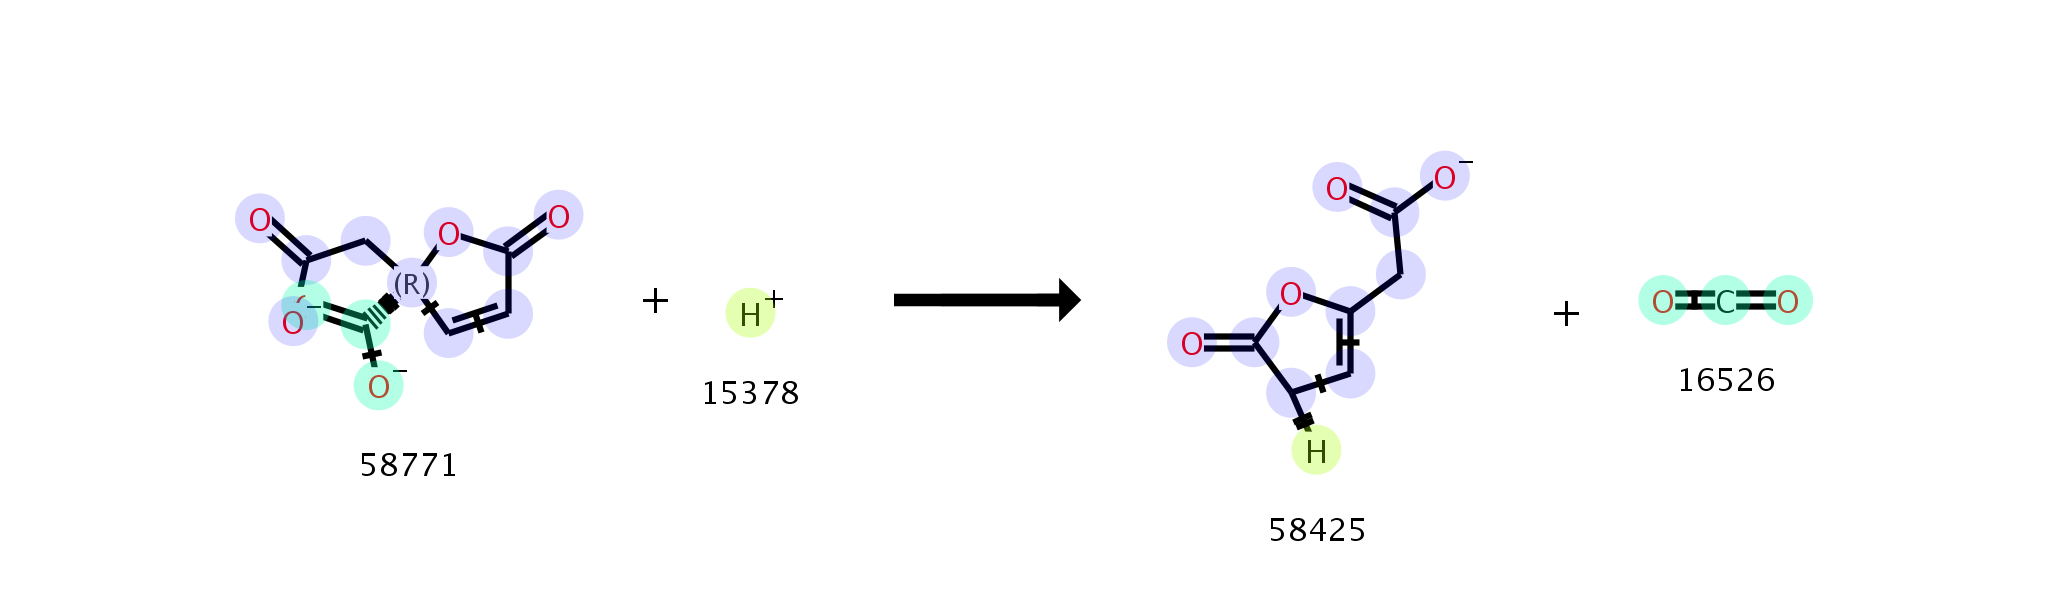 O O O
O (R)
O⁻
O⁻
58771
+
H⁺
15378
O O⁻
O
O
H
58425
+
O C O
16526